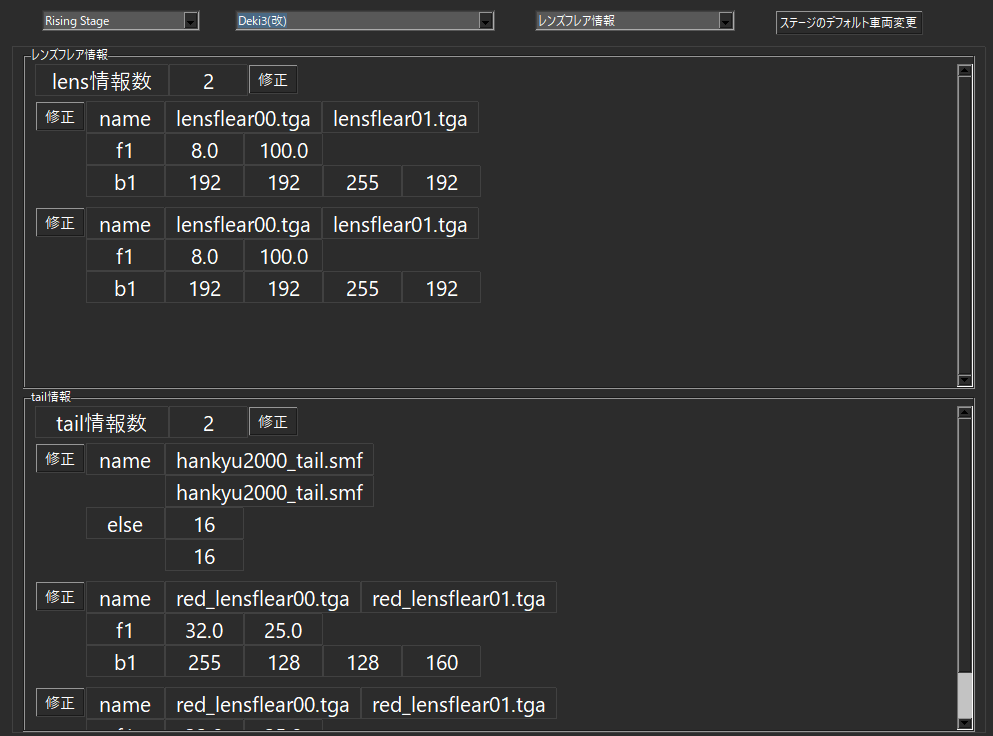 Rising Stage Deki3(改) レンズフレア情報 ステージのデフォルト車両変更
レンズフレア情報
lens情報数 2 修正
修正 name lensflear00.tga lensflear01.tga
f1 8.0 100.0
b1 192 192 255 192
修正 name lensflear00.tga lensflear01.tga
f1 8.0 100.0
b1 192 192 255 192
tail情報
tail情報数 2 修正
修正 name hankyu2000_tail.smf
hankyu2000_tail.smf
else 16
16
修正 name red_lensflear00.tga red_lensflear01.tga
f1 32.0 25.0
b1 255 128 128 160
修正 name red_lensflear00.tga red_lensflear01.tga